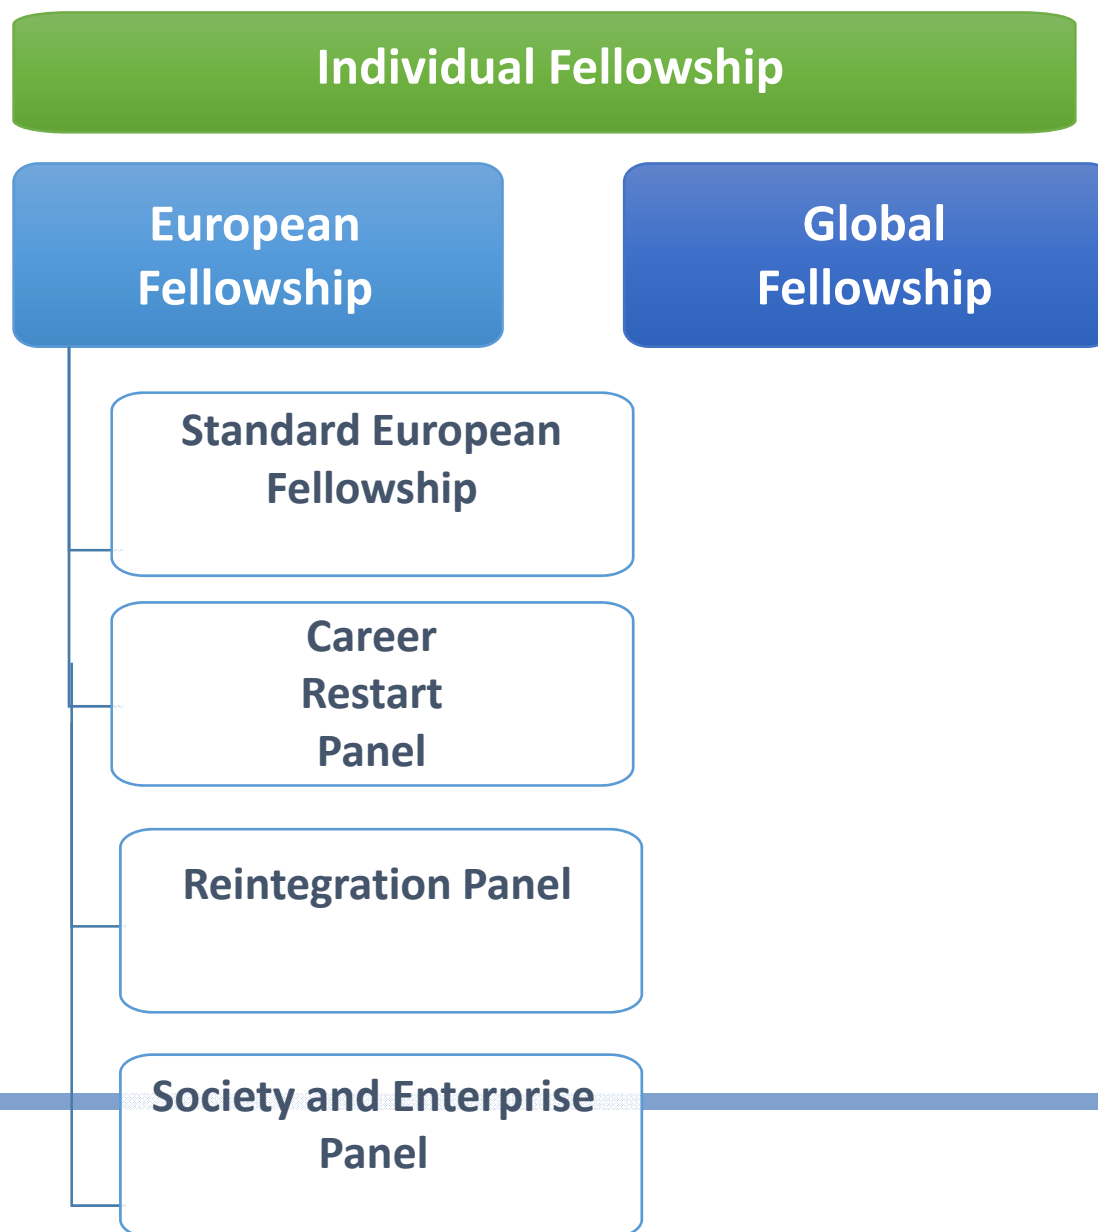 Individual Fellowship
European
Fellowship
Global
Fellowship
Standard European
Fellowship
Career
Restart
Panel
Reintegration Panel
Society and Enterprise
Panel